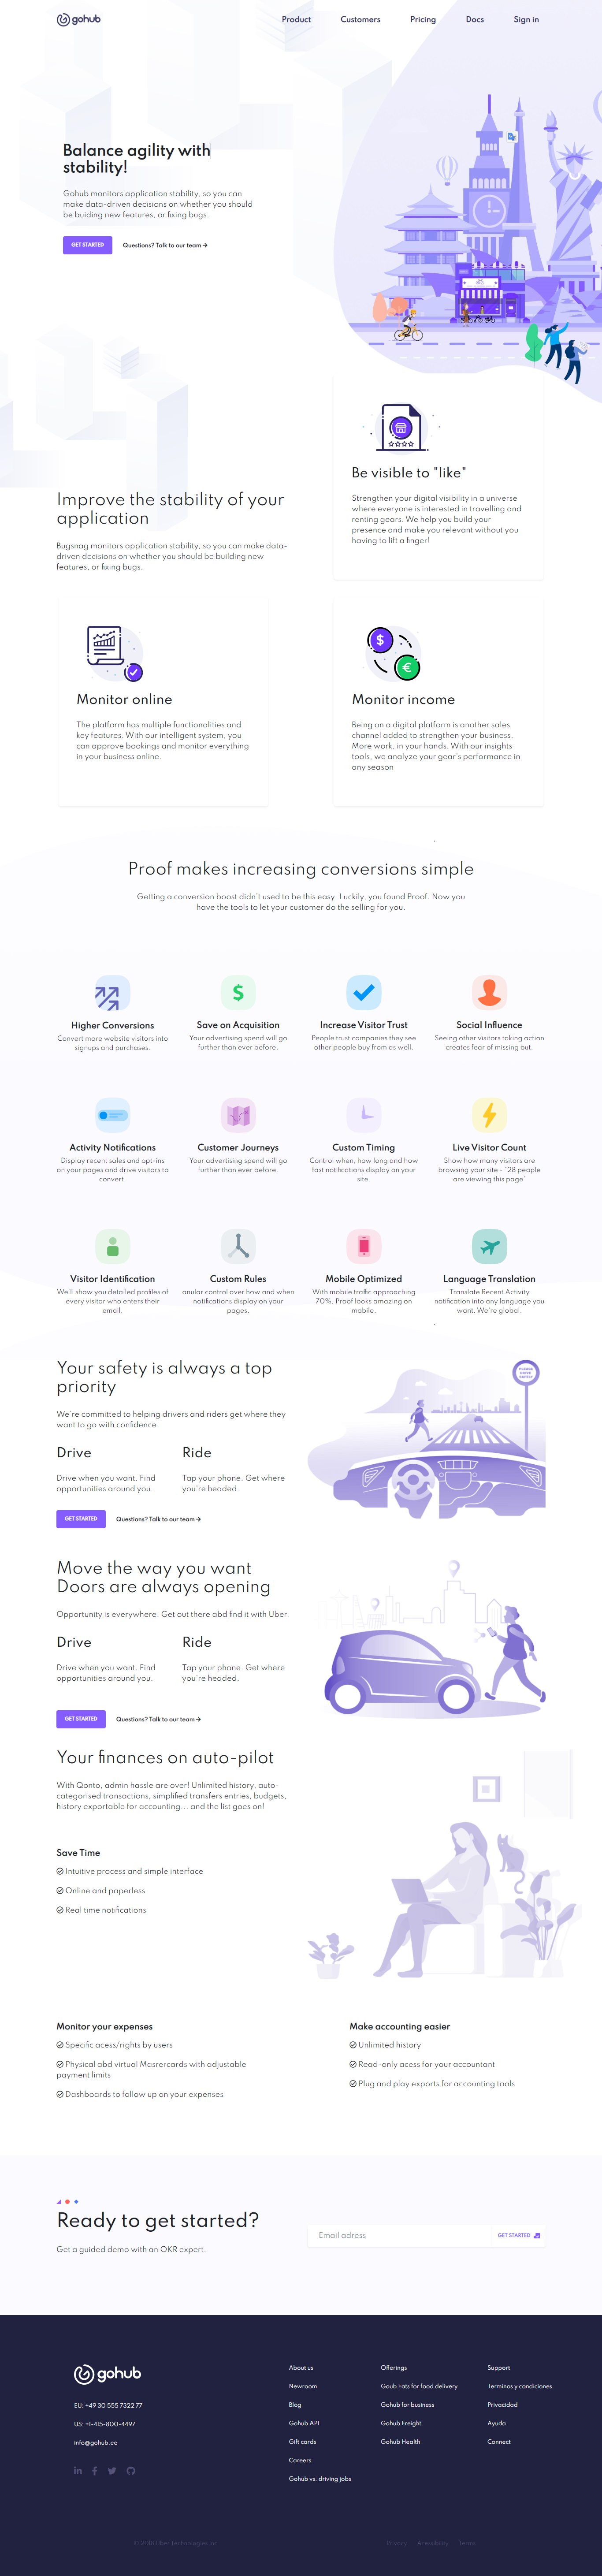 gohub
Product Customers Pricing Docs Sign in
Balance agility with
stability!
Gohub monitors application stability, so you can
make data-driven decisions on whether you should
be buiding new features, or fixing bugs.
GET STARTED Questions? Talk to our team →
Be visible to "like"
Strengthen your digital visibility in a universe
where everyone is interested in travelling and
renting gears. We help you build your
presence and make you relevant without you
having to lift a finger!
Improve the stability of your
application
Bugsnag monitors application stability, so you can make data-
driven decisions on whether you should be building new
features, or fixing bugs.
Monitor online
The platform has multiple functionalities and
key features. With our intelligent system, you
can approve bookings and monitor everything
in your business online.
Monitor income
Being on a digital platform is another sales
channel added to strengthen your business.
More work, in your hands. With our insights
tools, we analyze your gear's performance in
any season
Proof makes increasing conversions simple
Getting a conversion boost didn't used to be this easy. Luckily, you found Proof. Now you
have the tools to let your customer do the selling for you.
Higher Conversions
Convert more website visitors into
signups and purchases.
Save on Acquisition
Your advertising spend will go
further than ever before.
Increase Visitor Trust
People trust companies they see
other people buy from as well.
Social Influence
Seeing other visitors taking action
creates fear of missing out.
Activity Notifications
Display recent sales and opt-ins
on your pages and drive visitors to
convert.
Customer Journeys
Your advertising spend will go
further than ever before.
Custom Timing
Control when, how long and how
fast notifications display on your
site.
Live Visitor Count
Show how many visitors are
browsing your site - "28 people
are viewing this page"
Visitor Identification
We'll show you detailed profiles of
every visitor who enters their
email.
Custom Rules
anular control over how and when
notifications display on your
pages.
Mobile Optimized
With mobile traffic approaching
70%, Proof looks amazing on
mobile.
Language Translation
Translate Recent Activity
notification into any language you
want. We're global.
Your safety is always a top
priority
We're committed to helping drivers and riders get where they
want to go with confidence.
Drive
Drive when you want. Find
opportunities around you.
Ride
Tap your phone. Get where
you're headed.
GET STARTED Questions? Talk to our team →
PLEASE
DRIVE
SAFELY
Move the way you want
Doors are always opening
Opportunity is everywhere. Get out there abd find it with Uber.
Drive
Drive when you want. Find
opportunities around you.
Ride
Tap your phone. Get where
you're headed.
GET STARTED Questions? Talk to our team →
Your finances on auto-pilot
With Qonto, admin hassle are over! Unlimited history, auto-
categorised transactions, simplified transfers entries, budgets,
history exportable for accounting... and the list goes on!
Save Time
Intuitive process and simple interface
Online and paperless
Real time notifications
Monitor your expenses
Specific acess/rights by users
Physical abd virtual Masrercards with adjustable
payment limits
Dashboards to follow up on your expenses
Make accounting easier
Unlimited history
Read-only acess for your accountant
Plug and play exports for accounting tools
Ready to get started?
Get a guided demo with an OKR expert.
Email adress GET STARTED
gohub
EU: +49 30 555 7322 77
US: +1-415-800-4497
info@gohub.ee
About us
Newroom
Blog
Gohub API
Gift cards
Careers
Gohub vs. driving jobs
Offerings
Goub Eats for food delivery
Gohub for business
Gohub Freight
Gohub Health
Support
Terminos y condiciones
Privacidad
Ayuda
Connect
© 2018 Uber Technologies Inc.
Privacy Acessibility Terms